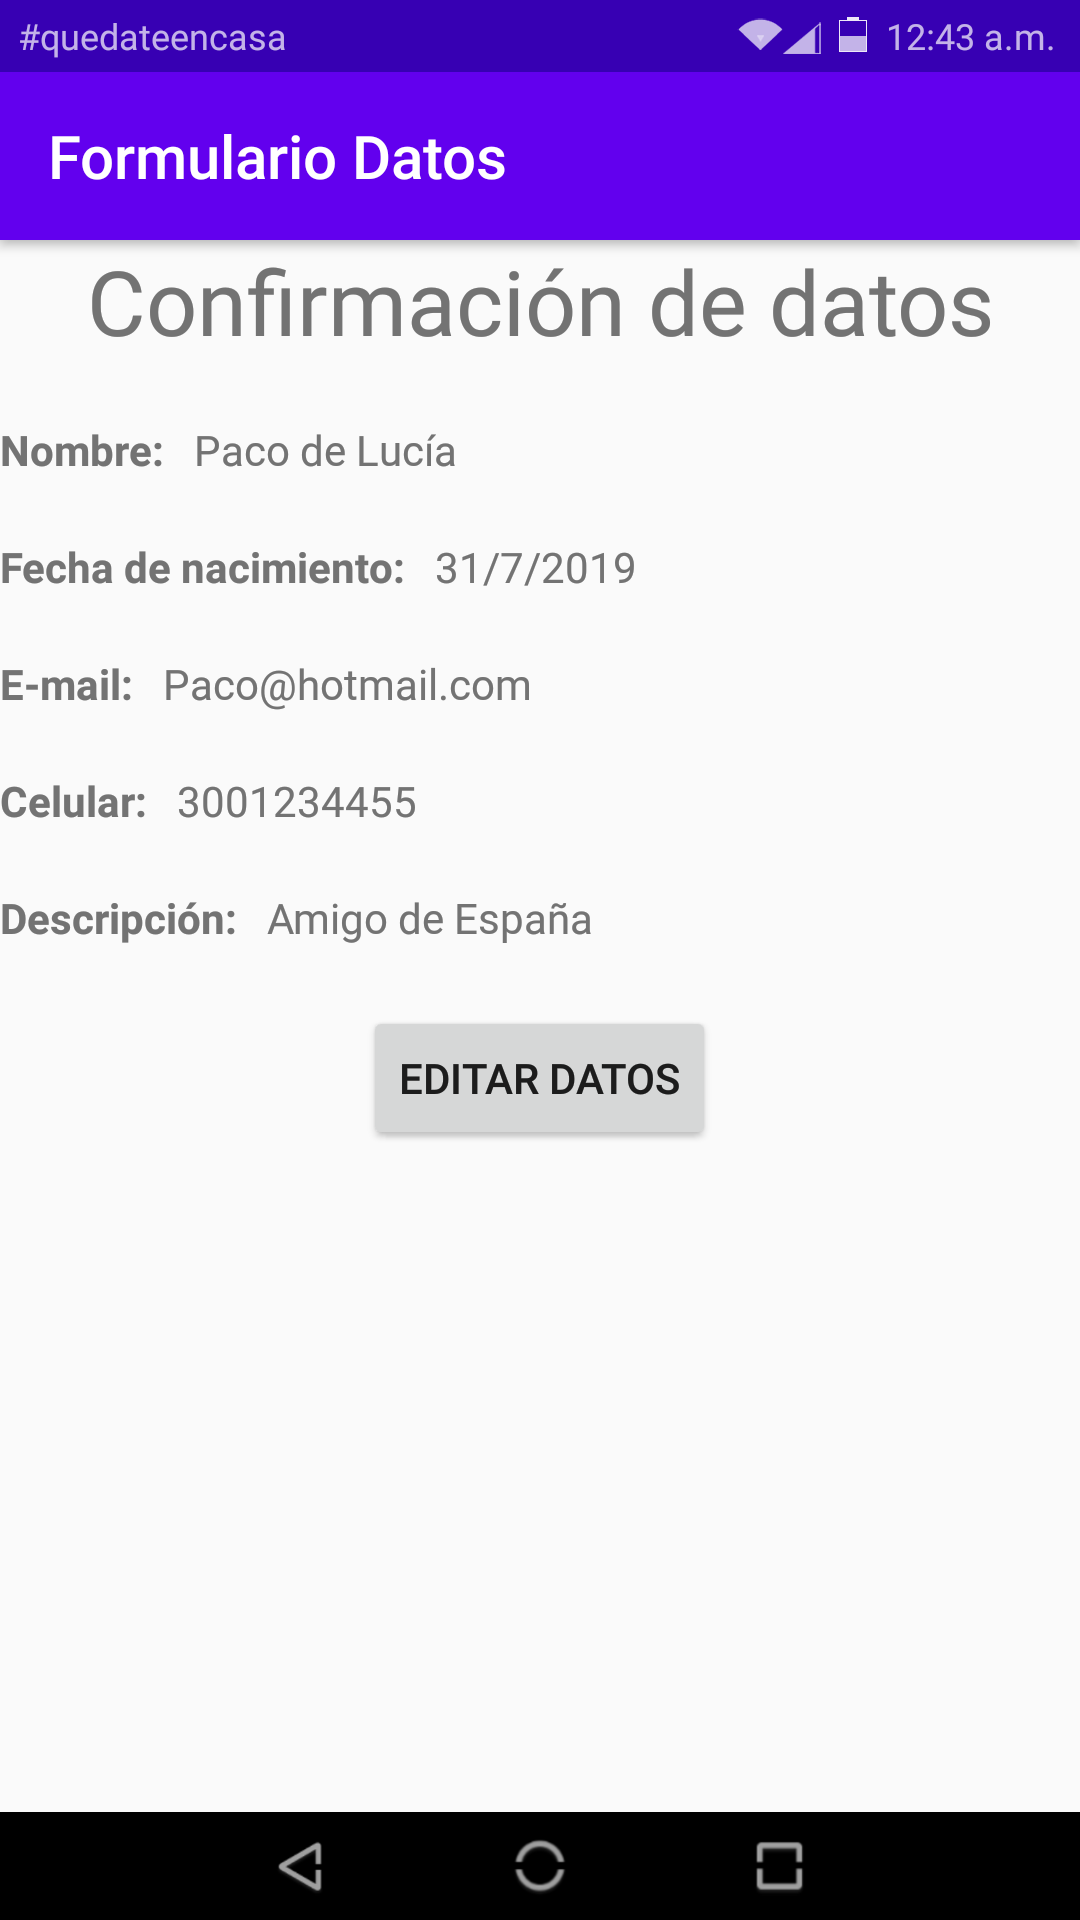 #quedateencasa 12:43 a.m.
Formulario Datos
Confirmación de datos
Nombre: Paco de Lucía
Fecha de nacimiento: 31/7/2019
E-mail: Paco@hotmail.com
Celular: 3001234455
Descripción: Amigo de España
EDITAR DATOS